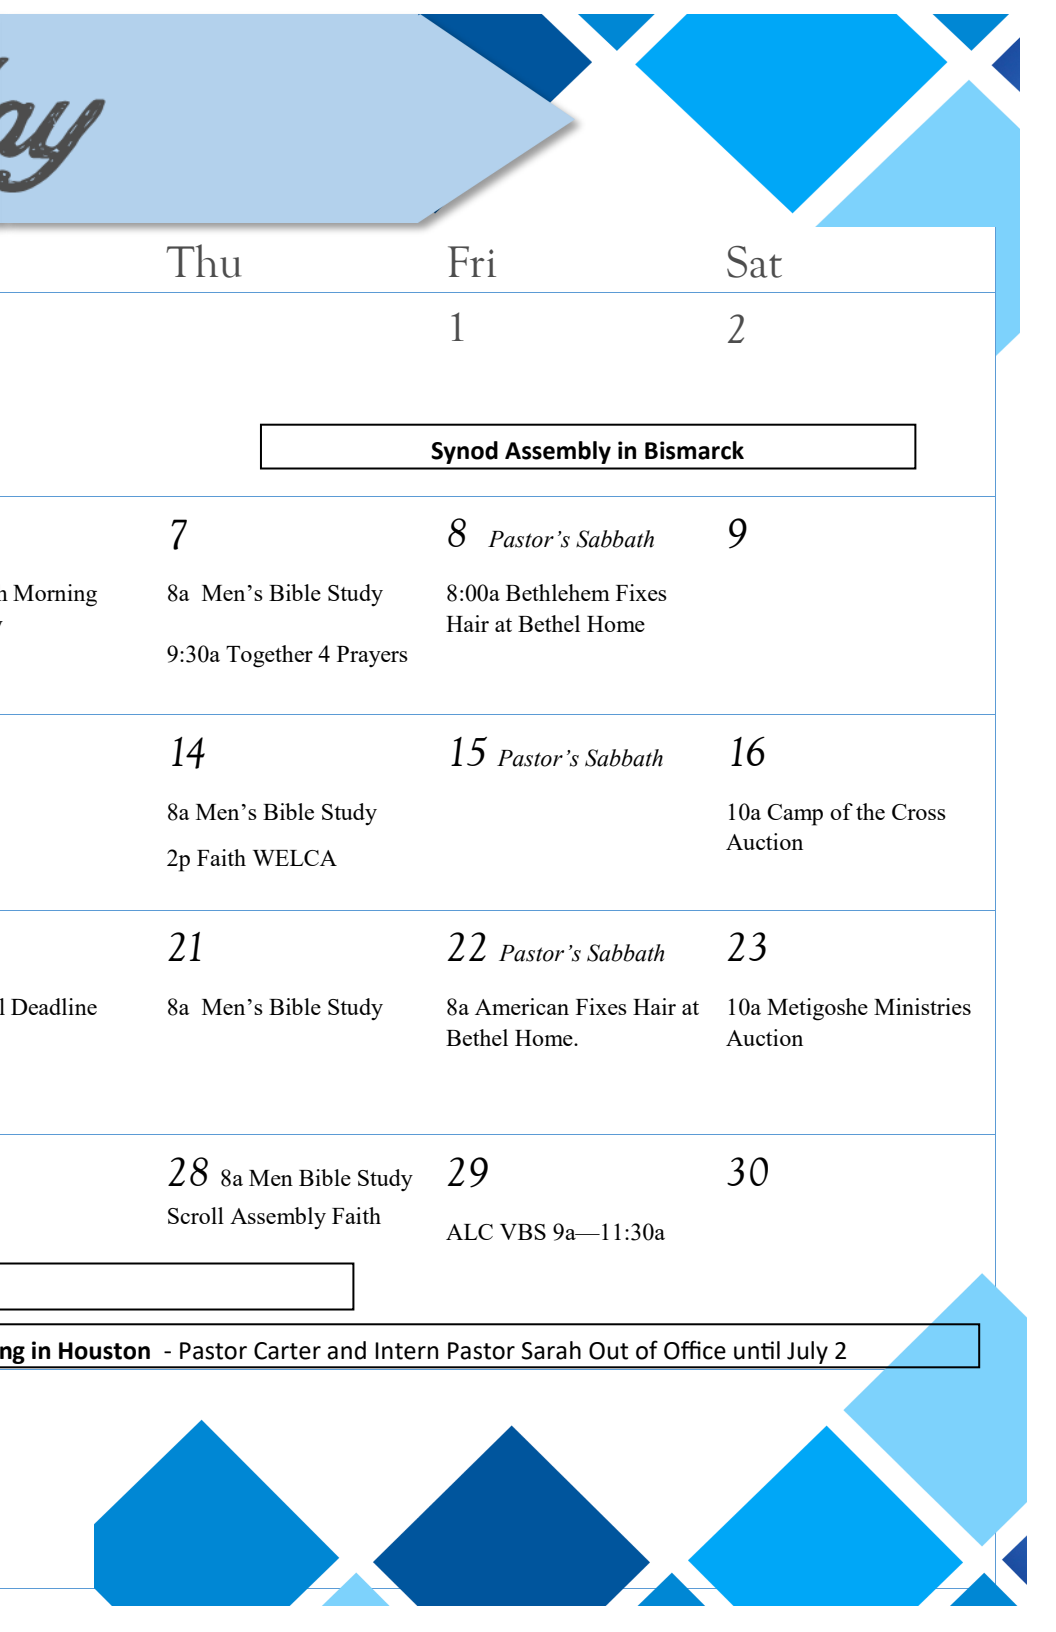 ay
Thu Fri Sat
1 2
Synod Assembly in Bismarck
7 8 Pastor’s Sabbath 9
Morning 8a Men’s Bible Study 8:00a Bethlehem Fixes
Hair at Bethel Home
9:30a Together 4 Prayers
14 15 Pastor’s Sabbath 16
8a Men’s Bible Study 10a Camp of the Cross
Auction
2p Faith WELCA
21 22 Pastor’s Sabbath 23
l Deadline 8a Men’s Bible Study 8a American Fixes Hair at 10a Metigoshe Ministries
Bethel Home. Auction
28 8a Men Bible Study 29 30
Scroll Assembly Faith
ALC VBS 9a—11:30a
ng in Houston - Pastor Carter and Intern Pastor Sarah Out of Office until July 2